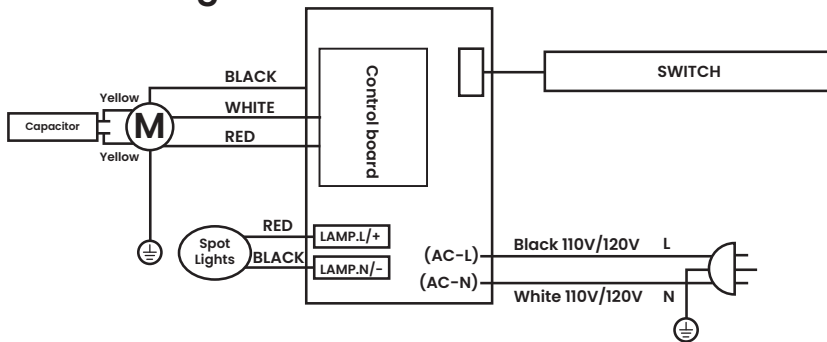 BLACK
Yellow
WHITE
Capacitor
M
RED
Yellow
Control board
SWITCH
RED
LAMP.L/+
Spot
Lights
BLACK
LAMP.N/-
(AC-L)
Black 110V/120V
L
(AC-N)
White 110V/120V
N